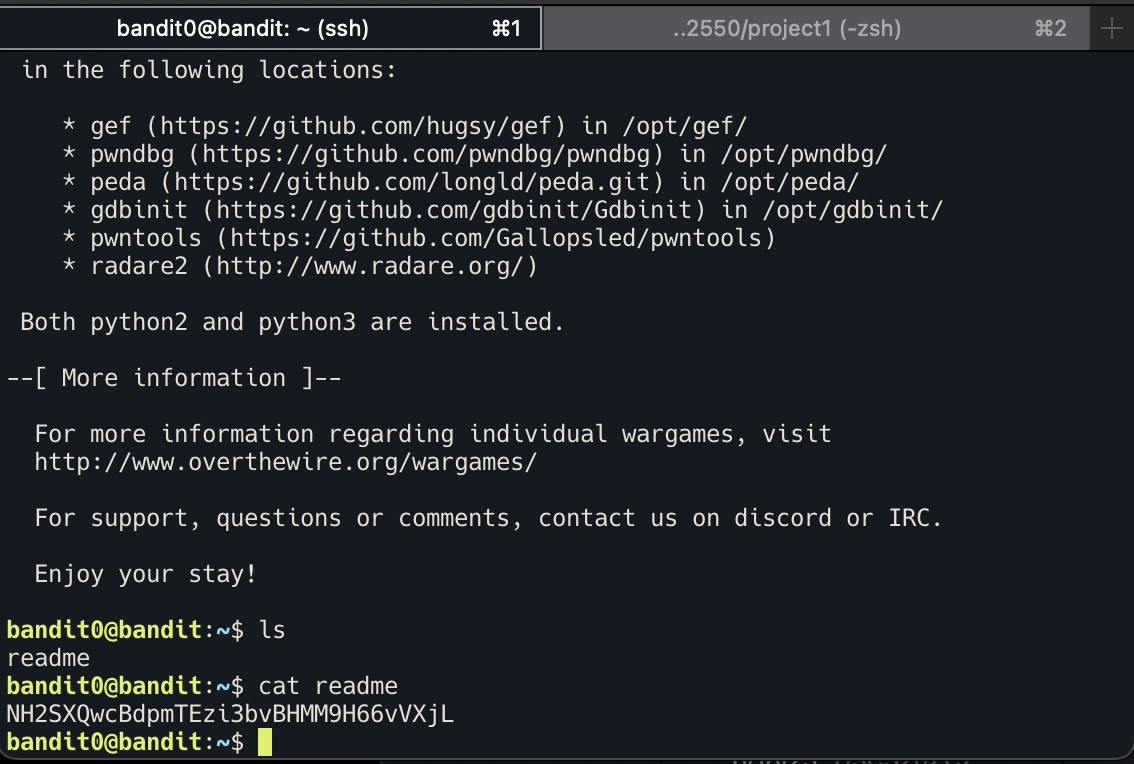 bandit0@bandit: ~ (ssh) ⌘1 ..2550/project1 (-zsh) ⌘2 +
in the following locations:
* gef (https://github.com/hugsy/gef) in /opt/gef/
* pwndbg (https://github.com/pwndbg/pwndbg) in /opt/pwndbg/
* peda (https://github.com/longld/peda.git) in /opt/peda/
* gdbinit (https://github.com/gdbinit/Gdbinit) in /opt/gdbinit/
* pwntools (https://github.com/Gallopsled/pwntools)
* radare2 (http://www.radare.org/)
Both python2 and python3 are installed.
--[ More information ]--
For more information regarding individual wargames, visit
http://www.overthewire.org/wargames/
For support, questions or comments, contact us on discord or IRC.
Enjoy your stay!
bandit0@bandit:~$ ls
readme
bandit0@bandit:~$ cat readme
NH2SXQwcBdpmTEzi3bvBHMM9H66vVXjL
bandit0@bandit:~$